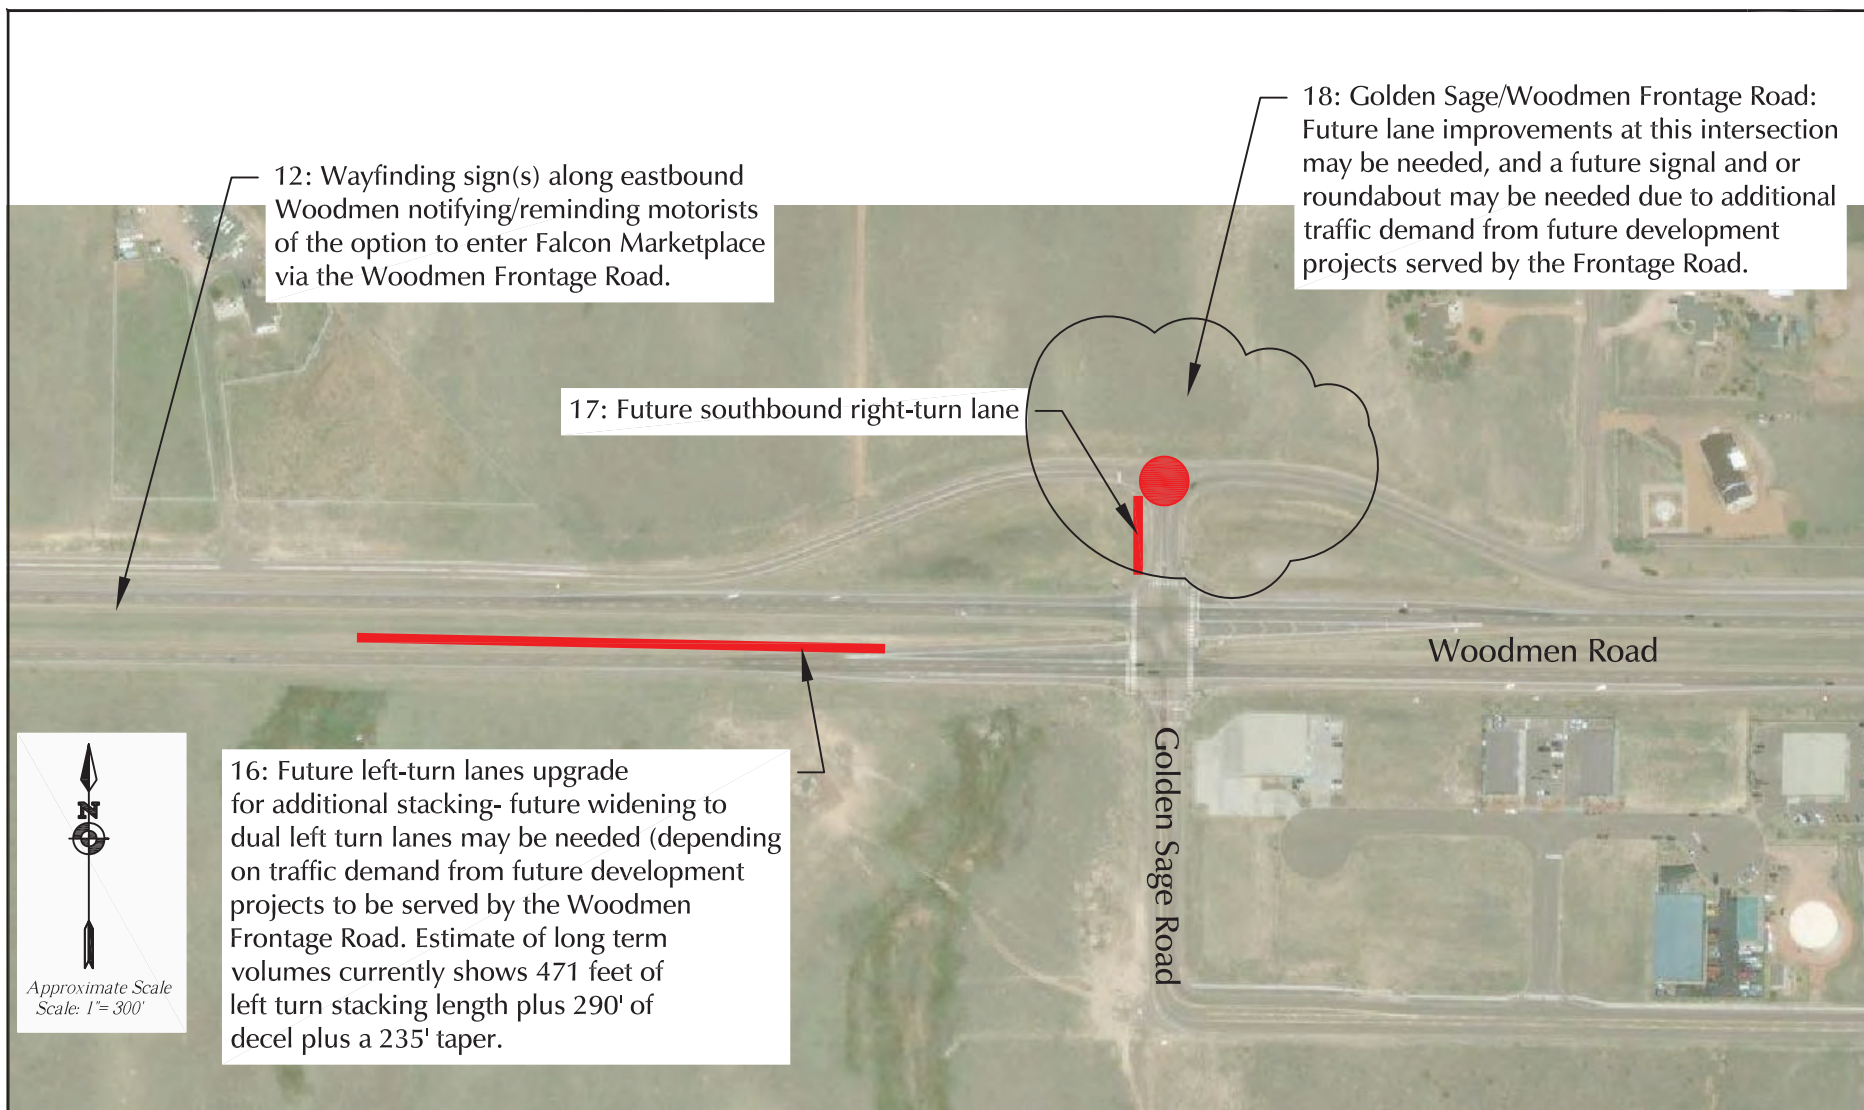 18: Golden Sage/Woodmen Frontage Road:
Future lane improvements at this intersection
may be needed, and a future signal and or
roundabout may be needed due to additional
traffic demand from future development
projects served by the Frontage Road.
12: Wayfinding sign(s) along eastbound
Woodmen notifying/reminding motorists
of the option to enter Falcon Marketplace
via the Woodmen Frontage Road.
17: Future southbound right-turn lane
Woodmen Road
Golden Sage Road
16: Future left-turn lanes upgrade
for additional stacking- future widening to
dual left turn lanes may be needed (depending
on traffic demand from future development
projects to be served by the Woodmen
Frontage Road. Estimate of long term
volumes currently shows 471 feet of
left turn stacking length plus 290' of
decel plus a 235' taper.
N
Approximate Scale
Scale: 1"= 300'